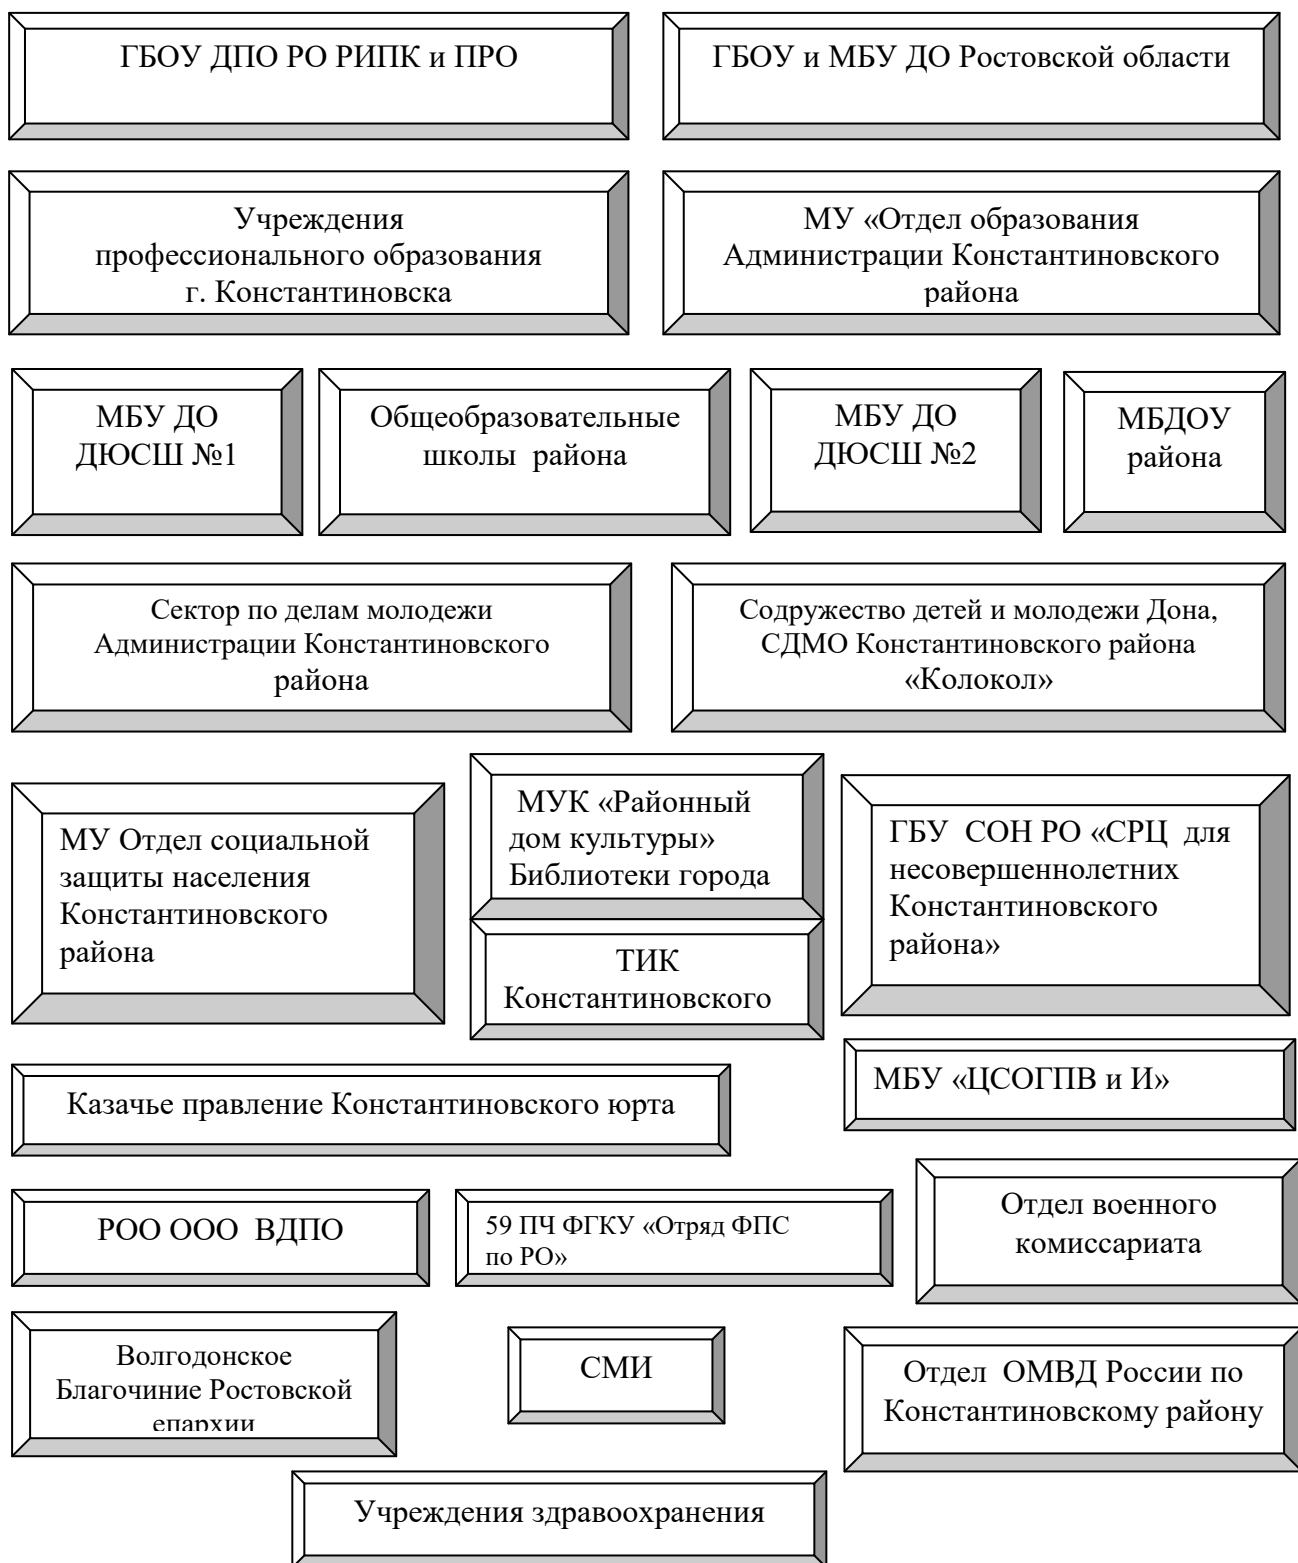 ГБОУ ДПО РО РИПК и ПРО
ГБОУ и МБУ ДО Ростовской области
Учреждения
профессионального образования
г. Константиновска
МУ «Отдел образования
Администрации Константиновского
района
МБУ ДО
ДЮСШ №1
Общеобразовательные
школы района
МБУ ДО
ДЮСШ №2
МБДОУ
района
Сектор по делам молодежи
Администрации Константиновского
района
Содружество детей и молодежи Дона,
СДМО Константиновского района
«Колокол»
МУ Отдел социальной
защиты населения
Константиновского
района
МУК «Районный
дом культуры»
Библиотеки города
ТИК
Константиновского
ГБУ СОН РО «СРЦ для
несовершеннолетних
Константиновского
района»
МБУ «ЦСОГПВ и И»
Казачье правление Константиновского юрта
РОО ООО ВДПО
59 ПЧ ФГКУ «Отряд ФПС
по РО»
Отдел военного
комиссариата
Волгодонское
Благочиние Ростовской
епархии
СМИ
Отдел ОМВД России по
Константиновскому району
Учреждения здравоохранения